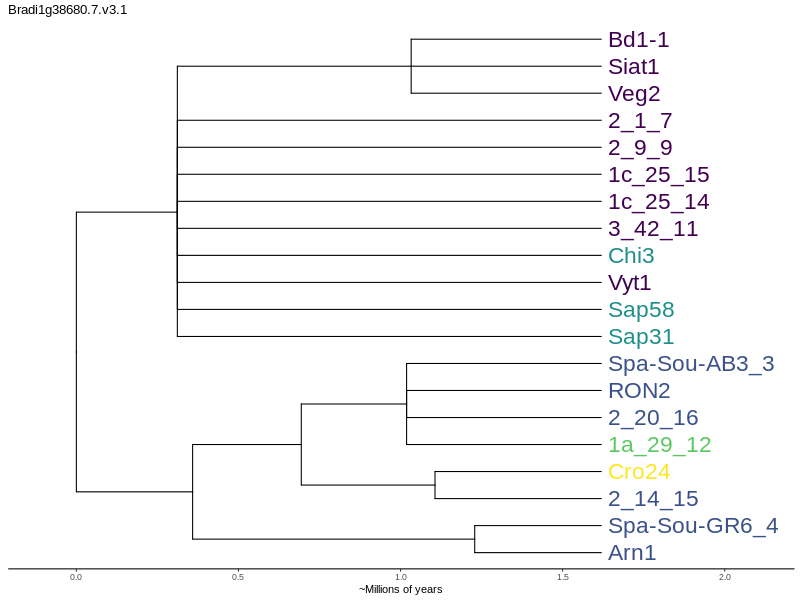 Bradi1g38680.7.v3.1
Bd1-1
Siat1
Veg2
2_1_7
2_9_9
1c_25_15
1c_25_14
3_42_11
Chi3
Vyt1
Sap58
Sap31
Spa-Sou-AB3_3
RON2
2_20_16
1a_29_12
Cro24
2_14_15
Spa-Sou-GR6_4
Arn1
0.0 0.5 1.0 1.5 2.0
~Millions of years